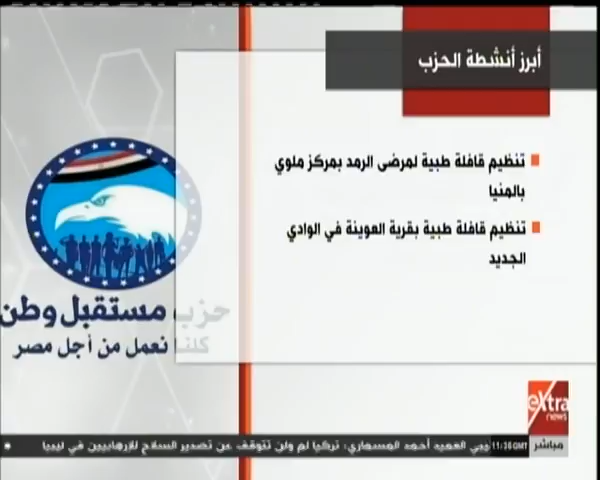 أبرز أنشطة الحزب
تنظيم قافلة طبية لمرضى الرمد بمركز ملوي
بالمنيا
تنظيم قافلة طبية بقرية العوينة في الوادي
الجديد
حزب مستقبل وطن
كلنا نعمل من أجل مصر
eXtra
news
مباشر
11:36 GMT
يبي العميد أحمد المسماري: تركيا لم ولن تتوقف عن تصدير السلاح للإرهابيين في ليبيا